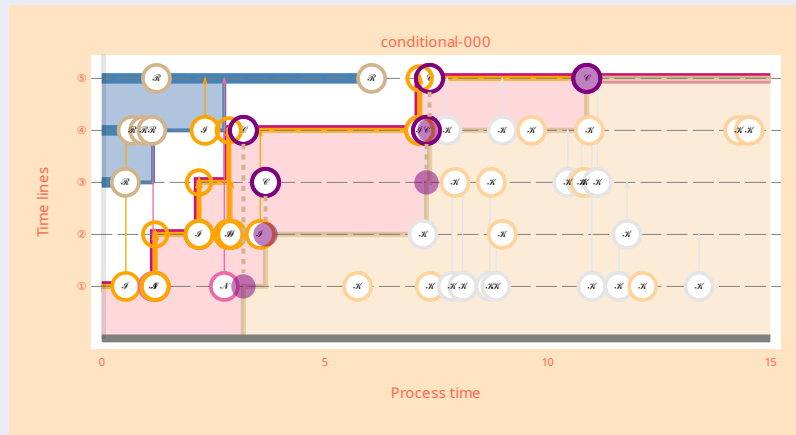 conditional-000
⑤ 𝓡 𝓡 𝓒 𝓒
④ 𝓡 𝓡 𝓡 𝓘 𝓒 𝓘 𝓒 𝓚 𝓚 𝓚 𝓚 𝓚 𝓚
③ 𝓡 𝓒 𝓚 𝓚 𝓚 𝓚 𝓚
② 𝓘 𝓘 𝓚 𝓚 𝓚
① 𝓘 𝓝 𝓚 𝓚 𝓚 𝓚 𝓚 𝓚 𝓚 𝓚 𝓚 𝓚
0 5 10 15
Process time
Time lines